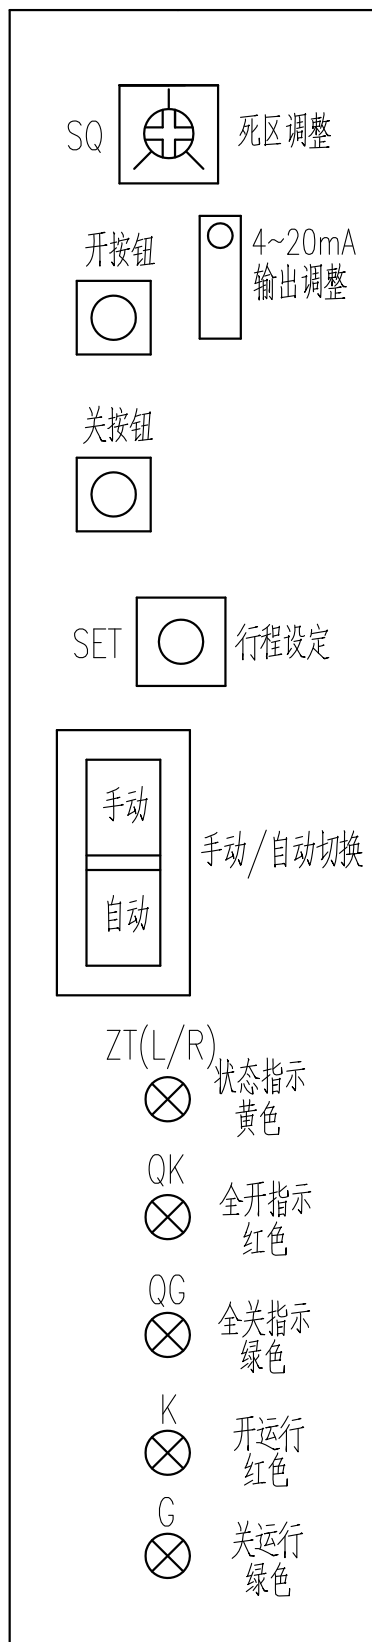 SQ 死区调整
4~20mA
输出调整
开按钮
关按钮
SET 行程设定
手动
自动
手动/自动切换
ZT(L/R)
状态指示
黄色
QK
全开指示
红色
QG
全关指示
绿色
K
开运行
红色
G
关运行
绿色